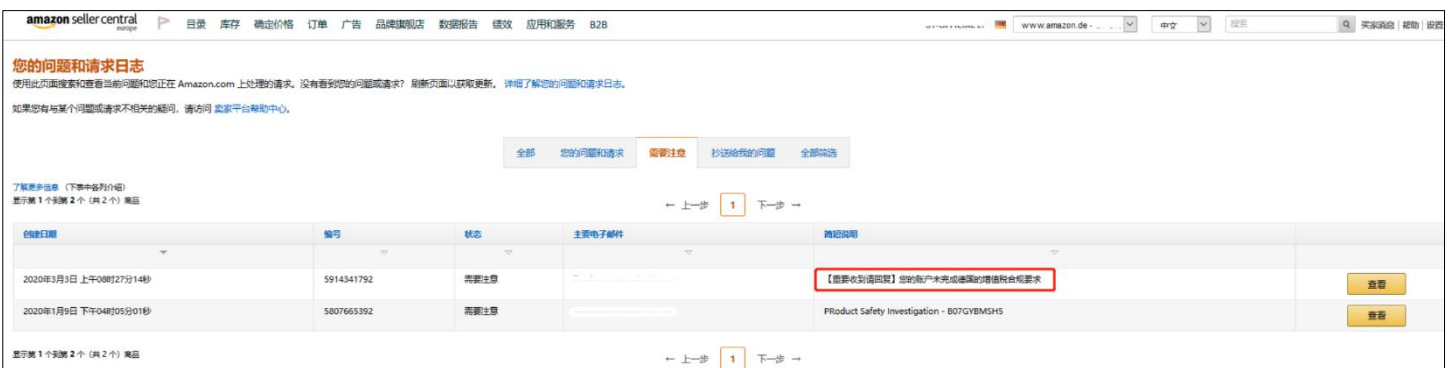 amazon seller central
europe
目录 库存 确定价格 订单 广告 品牌旗舰店 数据报告 绩效 应用和服务 B2B
www.amazon.de - 中文 搜索 买家消息 | 帮助 | 设置
您的问题和请求日志
使用此页面搜索和查看当前问题和您正在 Amazon.com 上处理的请求。没有看到您的问题或请求? 刷新页面以获取更新。 详细了解您的问题和请求日志。
如果您有与某个问题或请求不相关的疑问，请访问 卖家平台帮助中心。
全部 您的问题和请求 需要注意 抄送给我的问题 全部筛选
了解更多信息 （下表中各列介绍）
显示第 1 个到第 2 个（共 2 个）商品
← 上一步 1 下一步 →
创建日期 编号 状态 主要电子邮件 简短说明
2020年3月3日 上午08时27分14秒 5914341792 需要注意 【重要收到请回复】您的账户未完成德国的增值税合规要求 查看
2020年1月9日 下午04时05分01秒 5807665392 需要注意 PRoduct Safety Investigation - B07GYBMSH5 查看
显示第 1 个到第 2 个（共 2 个）商品
← 上一步 1 下一步 →